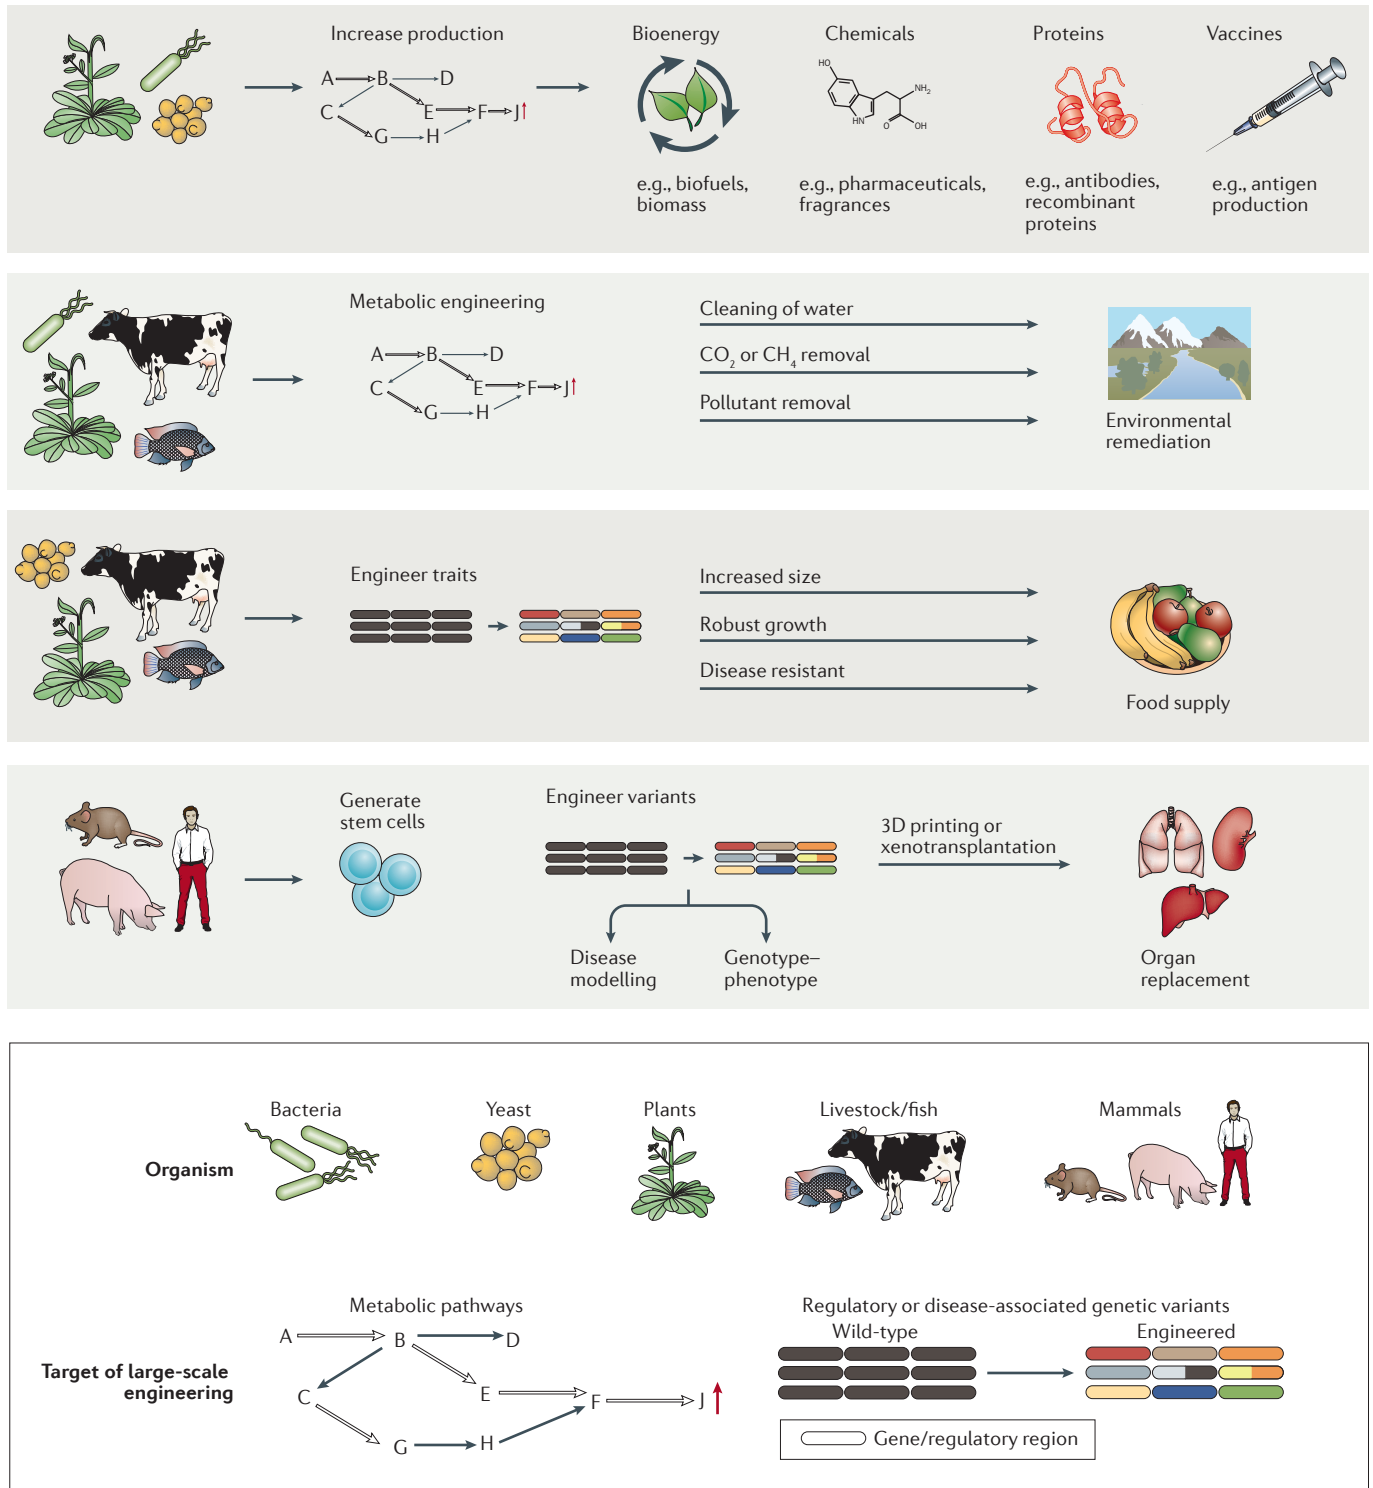 Increase production
Bioenergy
Chemicals
Proteins
Vaccines
A B D
C E F J
G H
HO
NH2
HN
O OH
e.g., biofuels,
biomass
e.g., pharmaceuticals,
fragrances
e.g., antibodies,
recombinant
proteins
e.g., antigen
production
Metabolic engineering
A B D
C E F J
G H
Cleaning of water
CO2 or CH4 removal
Pollutant removal
Environmental
remediation
Engineer traits
Increased size
Robust growth
Disease resistant
Food supply
Generate
stem cells
Engineer variants
Disease
modelling
Genotype–
phenotype
3D printing or
xenotransplantation
Organ
replacement
Organism
Bacteria
Yeast
Plants
Livestock/fish
Mammals
Target of large-scale
engineering
Metabolic pathways
A B D
C E F J
G H
Regulatory or disease-associated genetic variants
Wild-type
Engineered
Gene/regulatory region